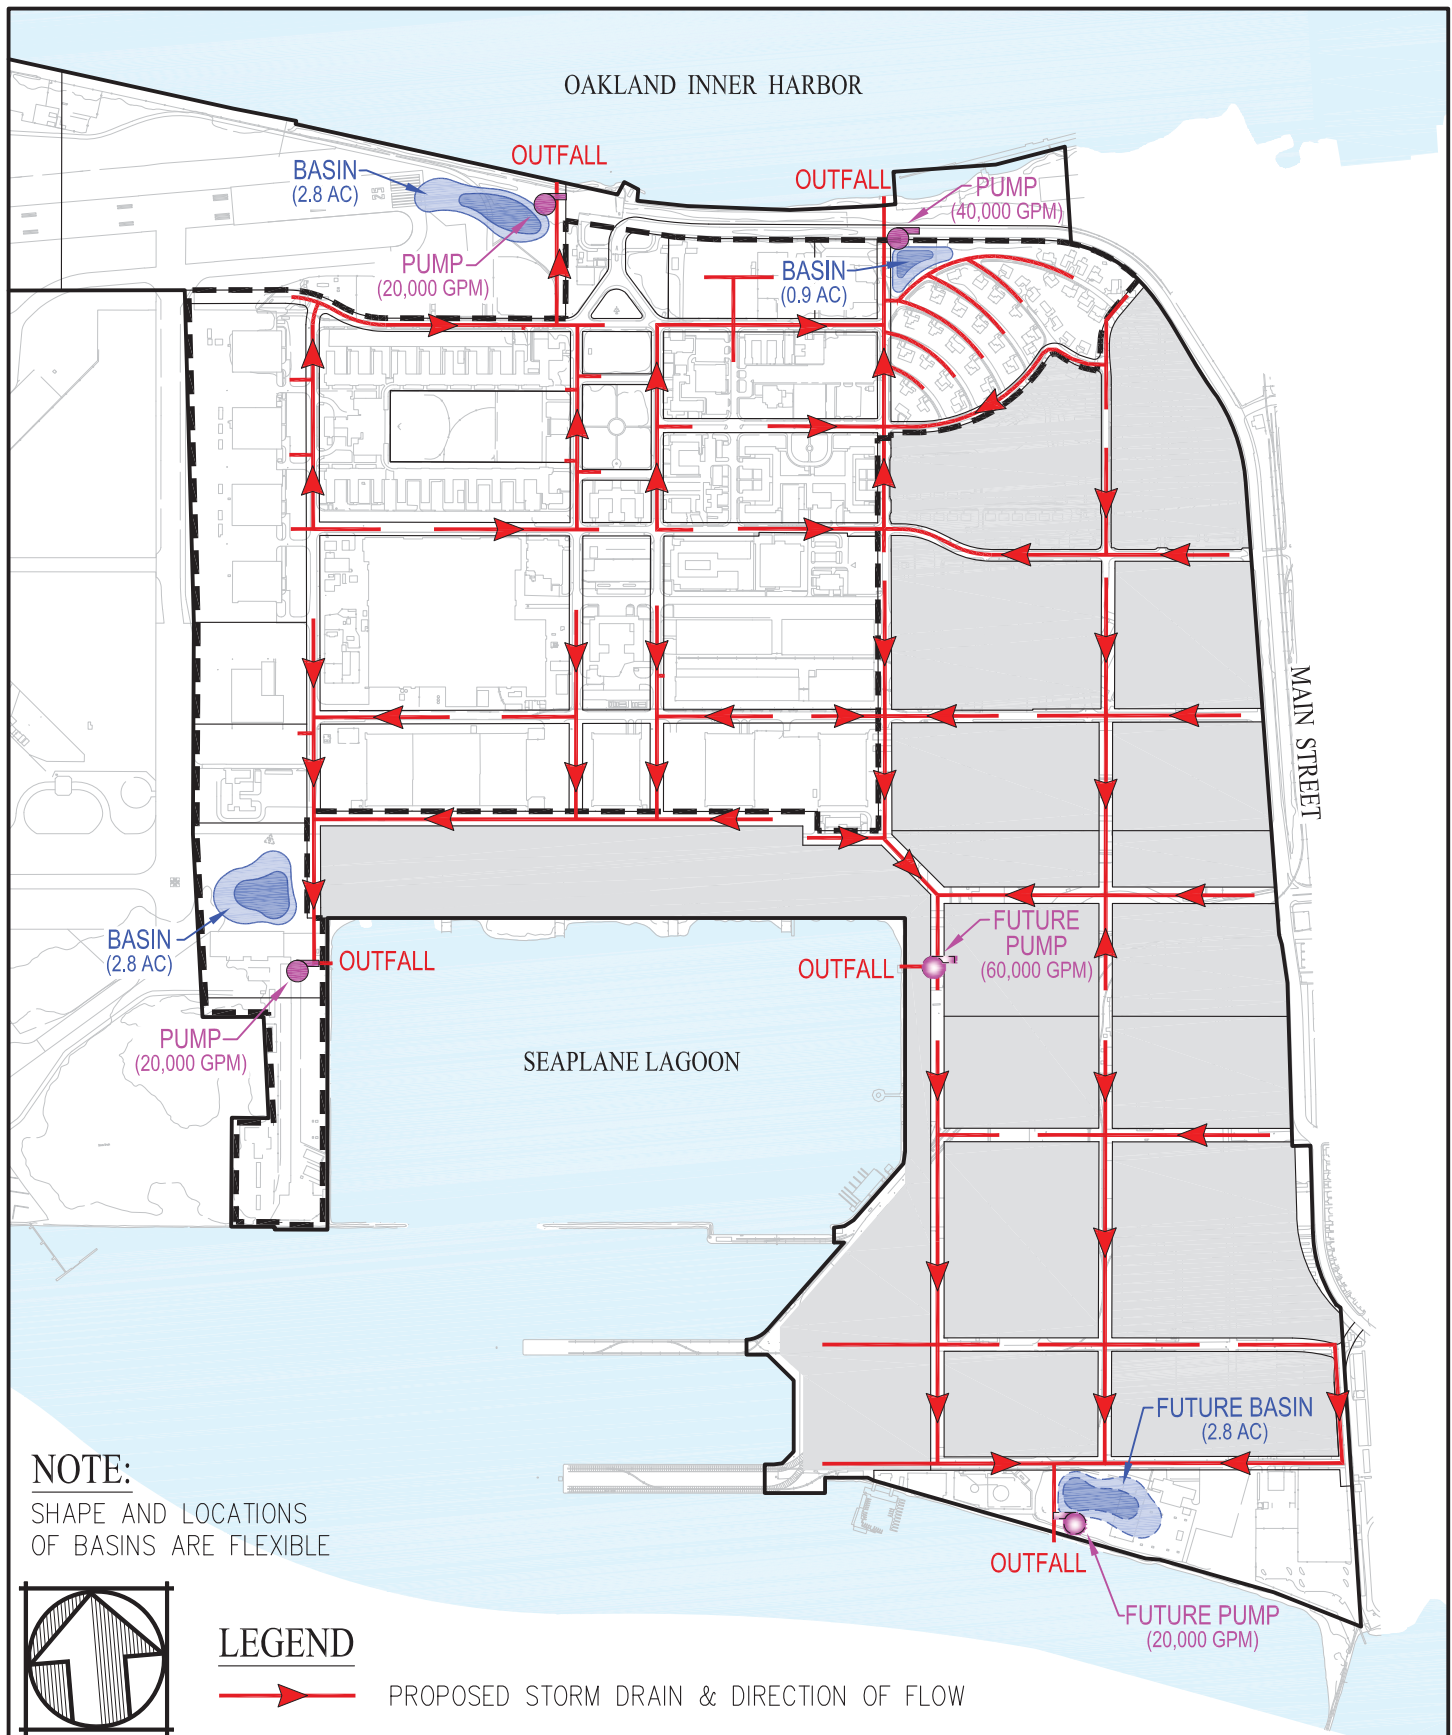 OAKLAND INNER HARBOR
OUTFALL
BASIN
(2.8 AC)
OUTFALL
PUMP
(40,000 GPM)
PUMP
(20,000 GPM)
BASIN
(0.9 AC)
MAIN STREET
BASIN
(2.8 AC)
OUTFALL
PUMP
(20,000 GPM)
FUTURE
PUMP
(60,000 GPM)
OUTFALL
SEAPLANE LAGOON
FUTURE BASIN
(2.8 AC)
OUTFALL
FUTURE PUMP
(20,000 GPM)
NOTE:
SHAPE AND LOCATIONS
OF BASINS ARE FLEXIBLE
LEGEND
PROPOSED STORM DRAIN & DIRECTION OF FLOW